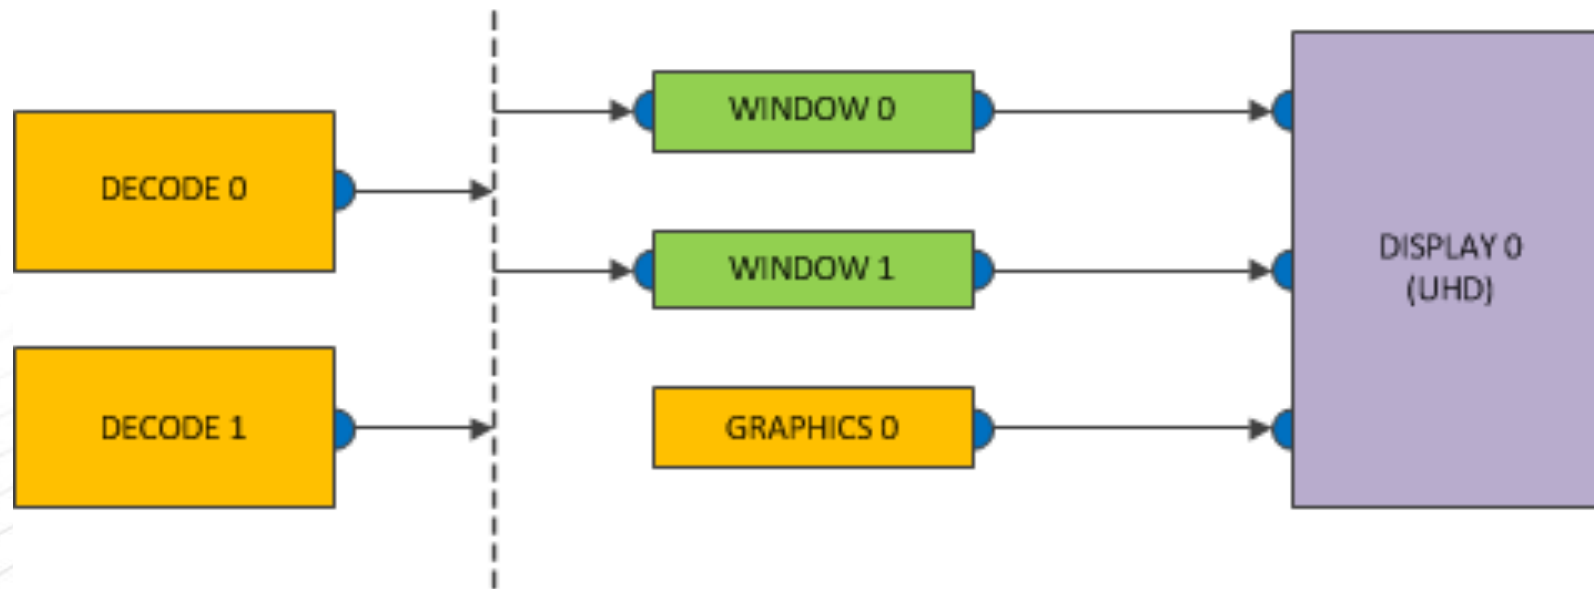 DECODE 0
DECODE 1
WINDOW 0
WINDOW 1
GRAPHICS 0
DISPLAY 0
(UHD)